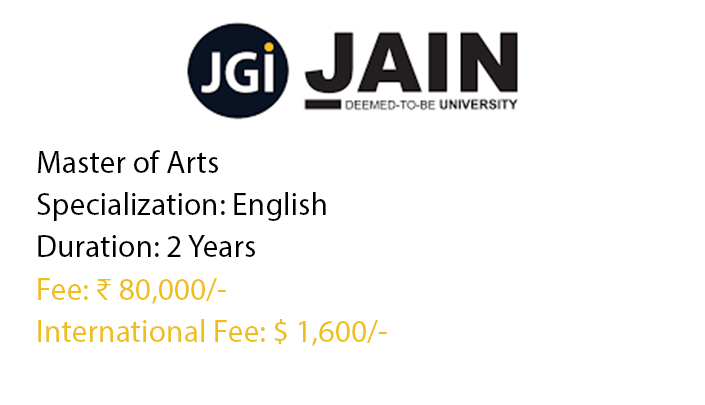 JGi JAIN
DEEMED-TO-BE UNIVERSITY
Master of Arts
Specialization: English
Duration: 2 Years
Fee: ₹ 80,000/-
International Fee: $ 1,600/-